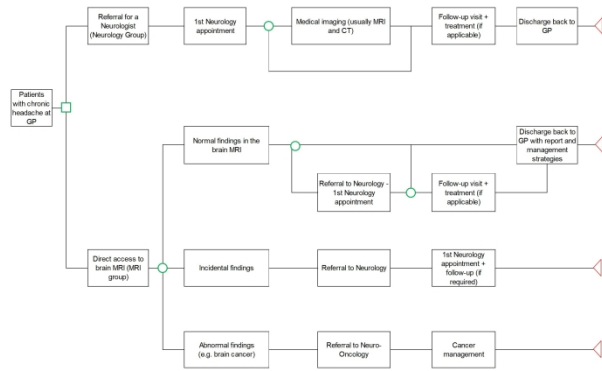 Referral for a
Neurologist
(Neurology Group)
1st Neurology
appointment
Medical imaging (usually MRI
and CT)
Follow-up visit +
treatment (if
applicable)
Discharge back to
GP
Patients
with chronic
headache at
GP
Normal findings in the
brain MRI
Discharge back to
GP with report and
management
strategies
Referral to Neurology -
1st Neurology
appointment
Follow-up visit +
treatment (if
applicable)
Direct access to
brain MRI (MRI
group)
Incidental findings
Referral to Neurology
1st Neurology
appointment +
follow-up (if
required)
Abnormal findings
(e.g. brain cancer)
Referral to Neuro-
Oncology
Cancer
management